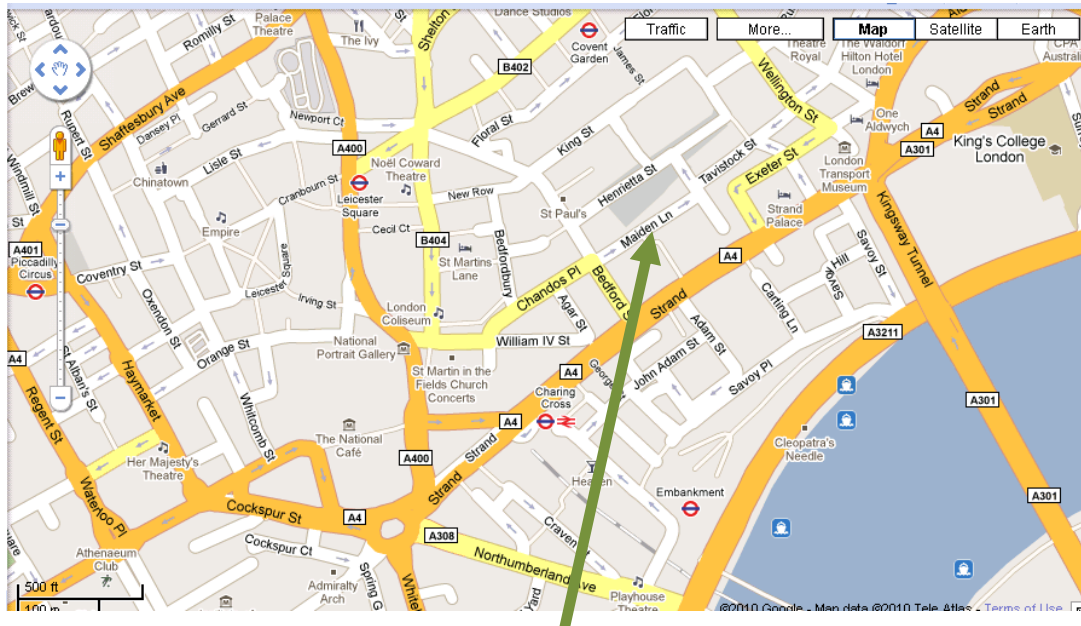 Palace
Theatre
The Ivy
Dance Studios
Covent
Garden
Traffic
More...
Map
Satellite
Earth
Theatre
Royal
The Waldorf
Hilton Hotel
London
CPA
Romilly St
Shelton St
B402
James St
Wellington St
Strand
Strand
Shaftesbury Ave
Rupert St
Dansey Pl
Gerrard St
Newport Ct
Floral St
King St
One
Aldwych
A4
A301
King's College
London
Windmill St
Lisle St
A400
Noël Coward
Theatre
Tavistock St
Exeter St
London
Transport
Museum
Chinatown
Cranbourn St
Leicester
Square
New Row
Henrietta St
Strand
Palace
Empire
Cecil Ct
St Paul's
Maiden Ln
Kingsway Tunnel
A401
Piccadilly
Circus
Coventry St
Leicester Square
B404
St Martins
Lane
Bedfordbury
Chandos Pl
A4
Savoy St
Savoy Hill
Oxendon St
Irving St
London
Coliseum
Bedford S
Strand
Carting Ln
Agar St
Adam St
A3211
A4
St Alban's St
Orange St
National
Portrait Gallery
William IV St
St Martin in the
Fields Church
Concerts
John Adam St
George Ct
Savoy Pl
Haymarket
Whitcomb St
A4
Charing
Cross
A301
Regent St
The National
Café
A4
Cleopatra's
Needle
Her Majesty's
Theatre
A400
Strand
Strand
Heaven
Embankment
A301
Waterloo Pl
Cockspur St
A4
A308
Craven
Athenaeum
Club
Cockspur Ct
Northumberland Ave
500 ft
Admiralty
Arch
Spring G
White
Yard
Playhouse
Theatre
100 m
©2010 Google - Map data ©2010 Tele Atlas - Terms of Use